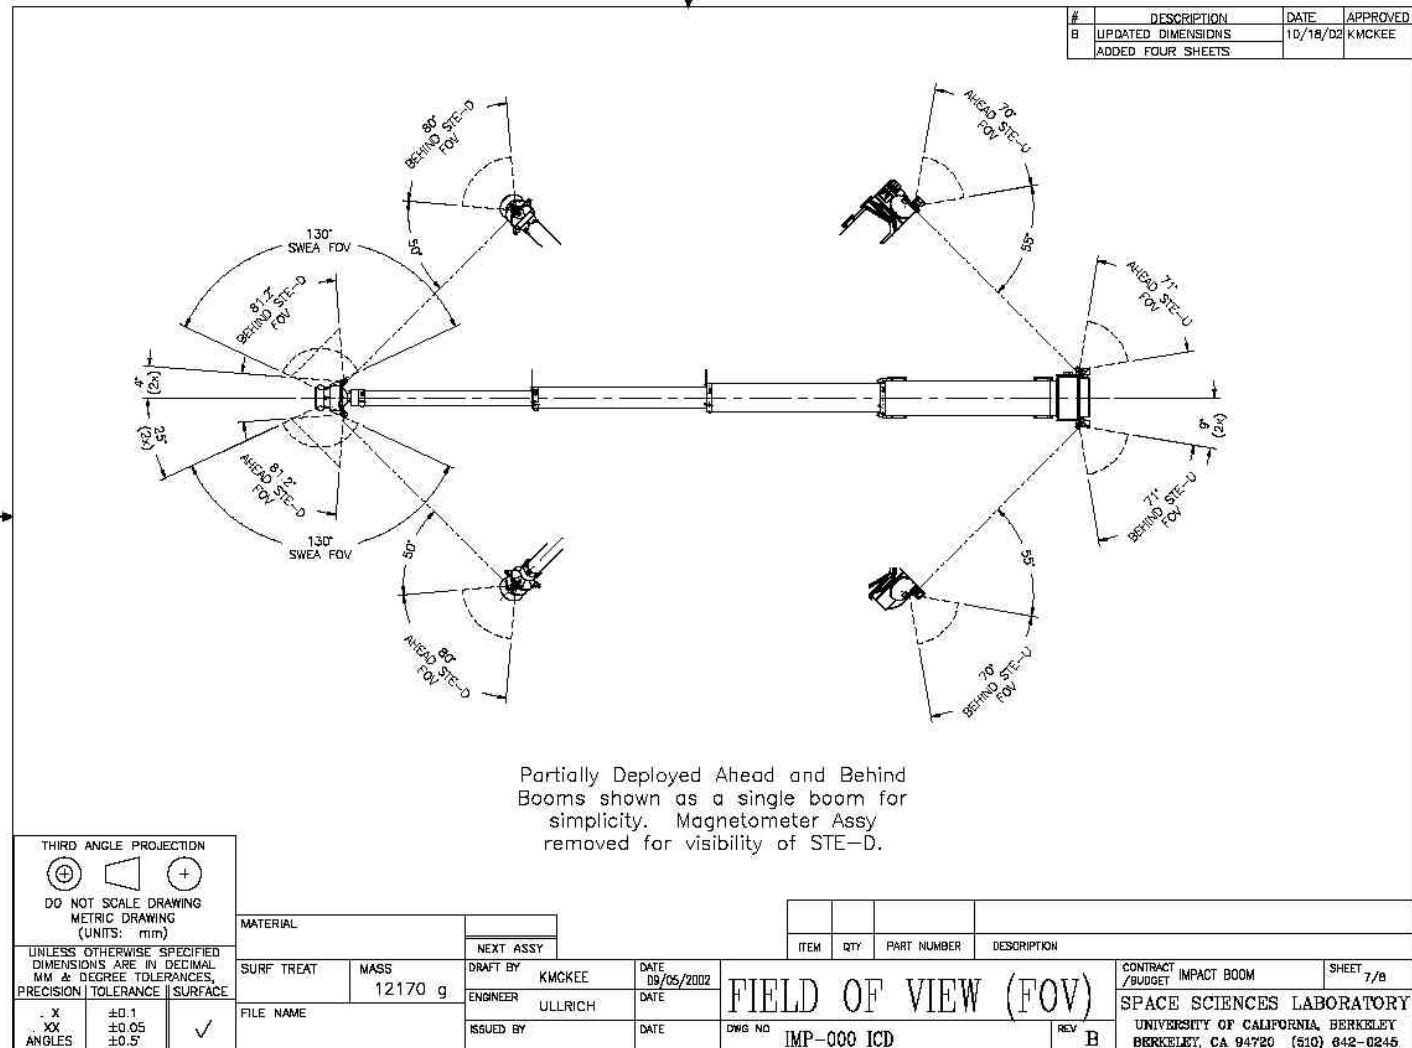 # DESCRIPTION DATE APPROVED
B UPDATED DIMENSIONS 10/18/02 KMCKEE
ADDED FOUR SHEETS
80°
BEHIND STE-D
FOV
50°
70°
AHEAD STE-U
FOV
55°
130°
SWEA FOV
81.2°
BEHIND STE-D
FOV
71°
AHEAD STE-U
FOV
4°
(2x)
25°
(2x)
6°
(2x)
81.2°
AHEAD STE-D
FOV
130°
SWEA FOV
71°
BEHIND STE-U
FOV
50°
80°
AHEAD STE-D
FOV
55°
70°
BEHIND STE-U
FOV
Partially Deployed Ahead and Behind
Booms shown as a single boom for
simplicity. Magnetometer Assy
removed for visibility of STE-D.
THIRD ANGLE PROJECTION
DO NOT SCALE DRAWING
METRIC DRAWING
(UNITS: mm)
UNLESS OTHERWISE SPECIFIED
DIMENSIONS ARE IN DECIMAL
MM & DEGREE TOLERANCES,
PRECISION TOLERANCE SURFACE
. X ±0.1
. XX ±0.05
ANGLES ±0.5°
MATERIAL
SURF TREAT
MASS
12170 g
FILE NAME
NEXT ASSY
DRAFT BY KMCKEE DATE 09/05/2002
ENGINEER ULLRICH DATE
ISSUED BY DATE
ITEM QTY PART NUMBER DESCRIPTION
FIELD OF VIEW (FOV)
DWG NO IMP-000 ICD REV B
CONTRACT /BUDGET IMPACT BOOM SHEET 7/8
SPACE SCIENCES LABORATORY
UNIVERSITY OF CALIFORNIA, BERKELEY
BERKELEY, CA 94720 (510) 642-0245